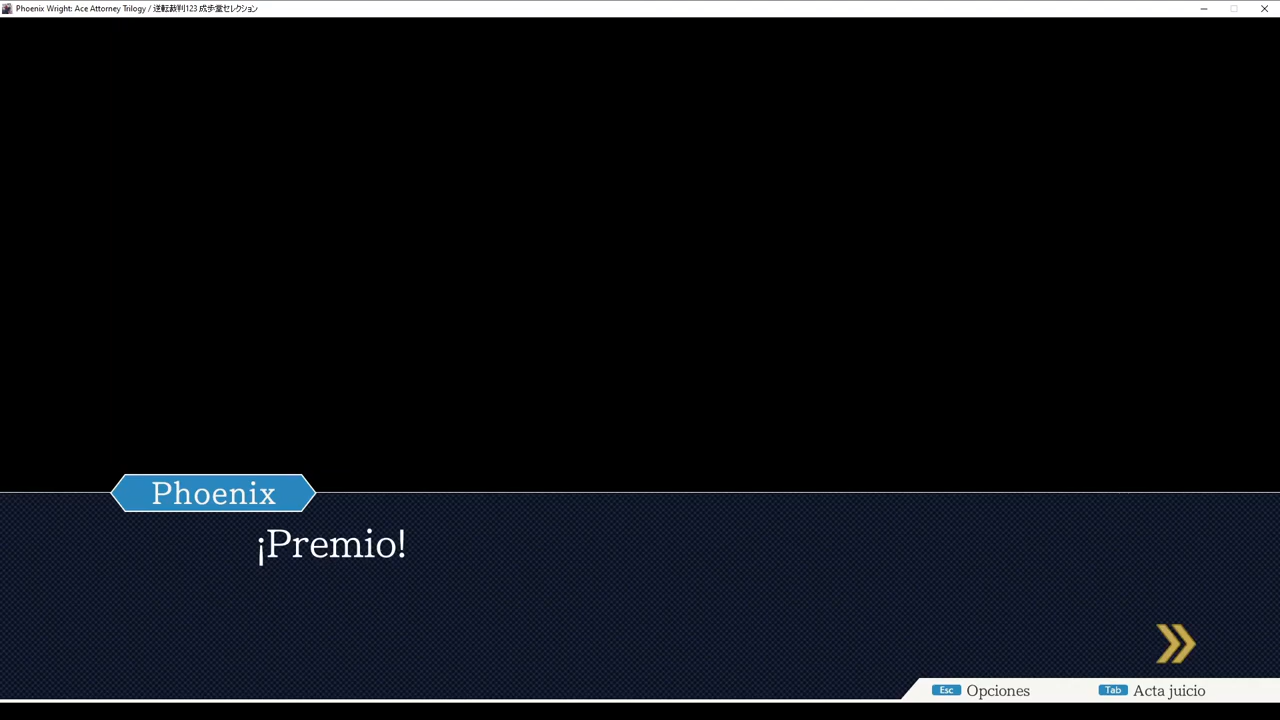 Phoenix Wright: Ace Attorney Trilogy / 逆転裁判123 成歩堂セレクション
Phoenix
¡Premio!
Esc Opciones Tab Acta juicio